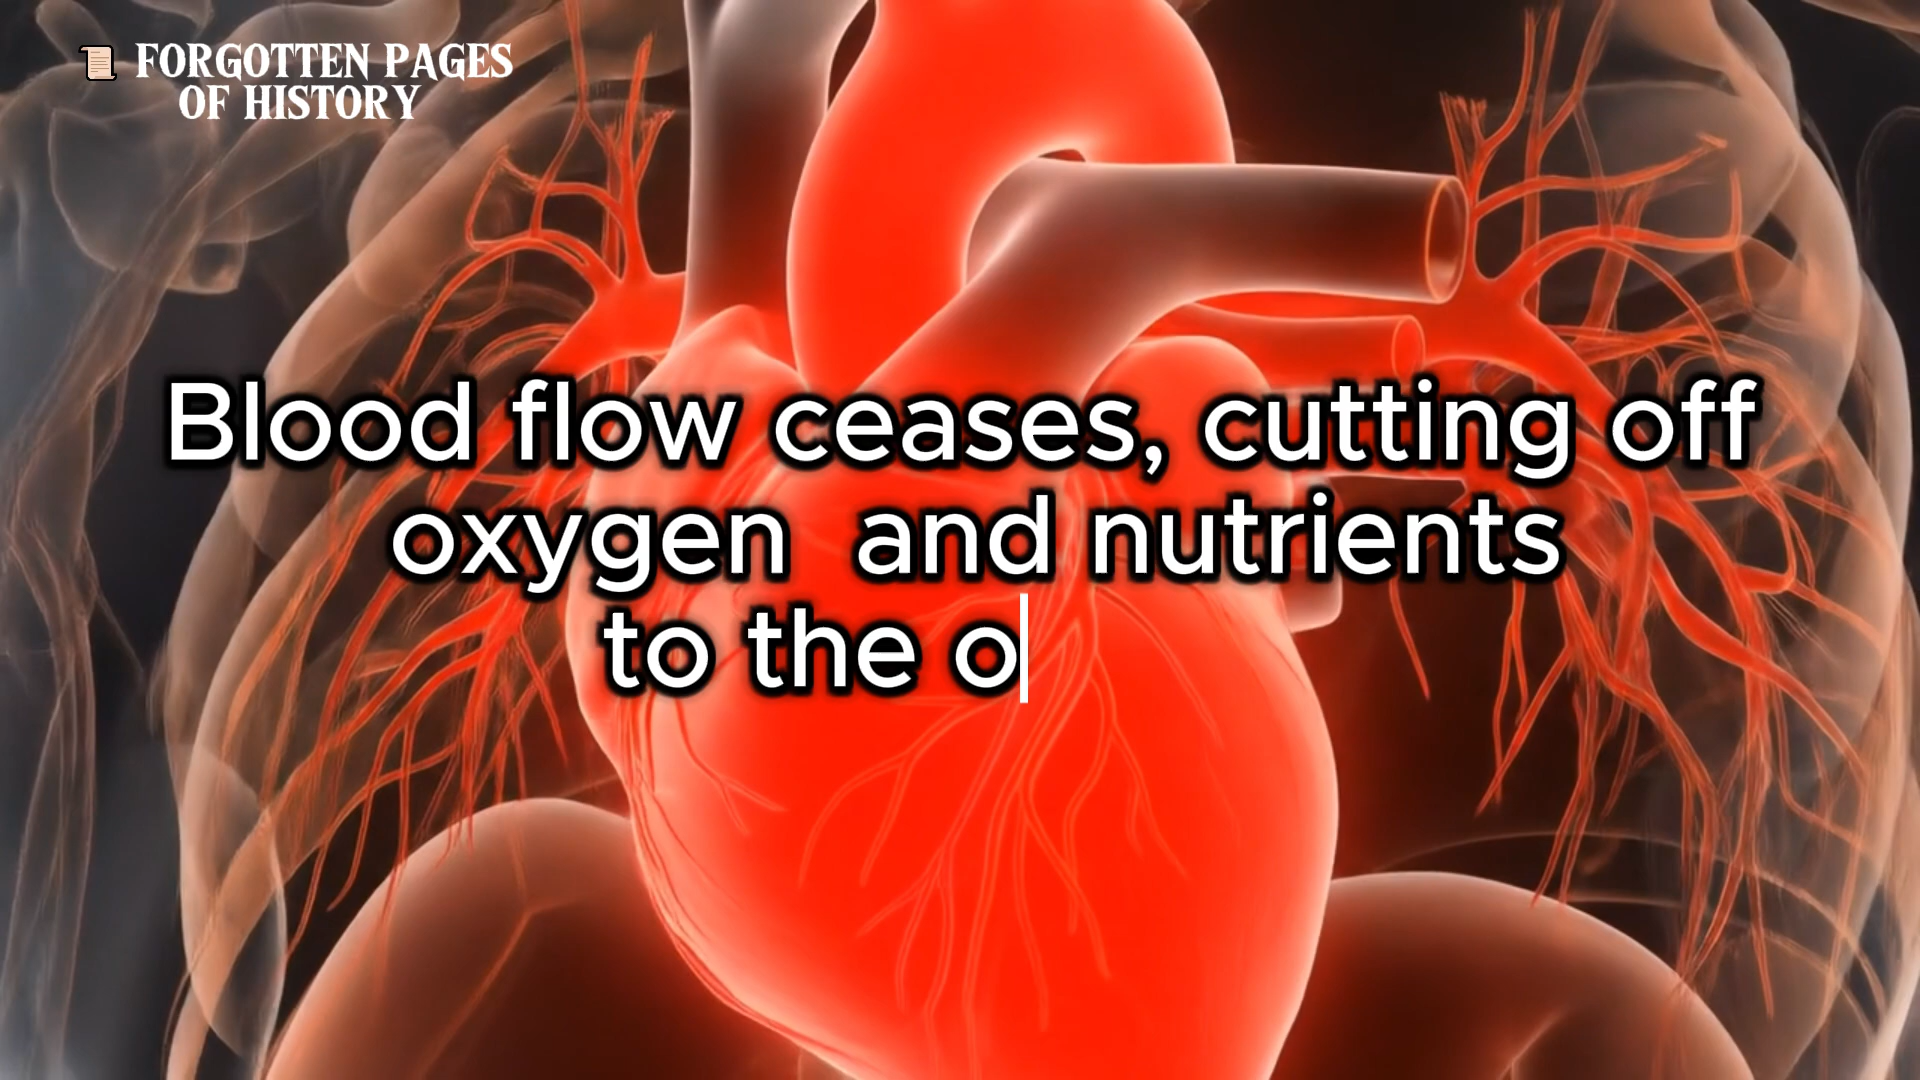 📜 FORGOTTEN PAGES
OF HISTORY
Blood flow ceases, cutting off
oxygen  and nutrients
to the o